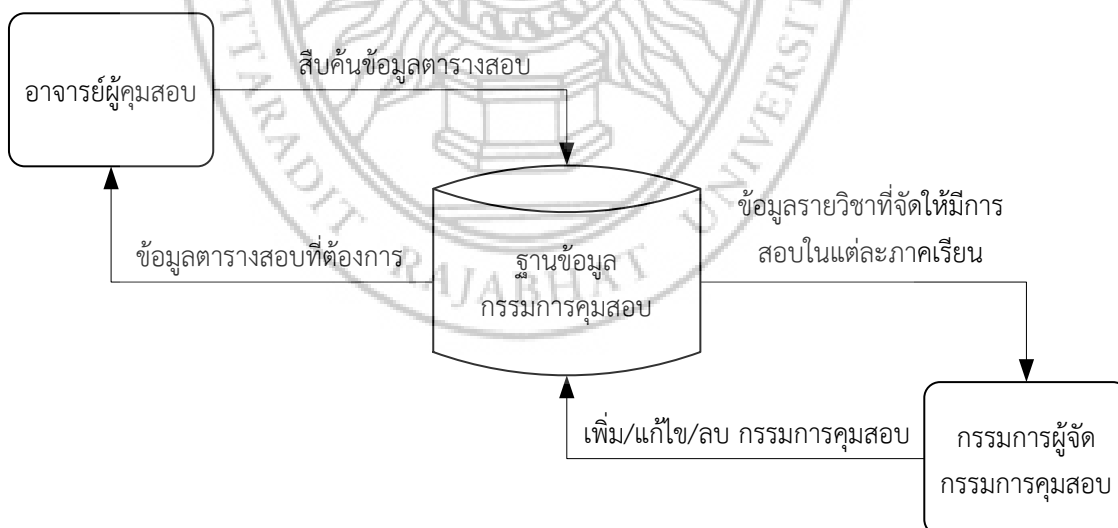 สืบค้นข้อมูลตารางสอบ
อาจารย์ผู้คุมสอบ
ข้อมูลรายวิชาที่จัดให้มีการ
สอบในแต่ละภาคเรียน
ข้อมูลตารางสอบที่ต้องการ
ฐานข้อมูล
กรรมการคุมสอบ
เพิ่ม/แก้ไข/ลบ กรรมการคุมสอบ
กรรมการผู้จัด
กรรมการคุมสอบ
TTARADIT RAJABHAT UNIVERSIT